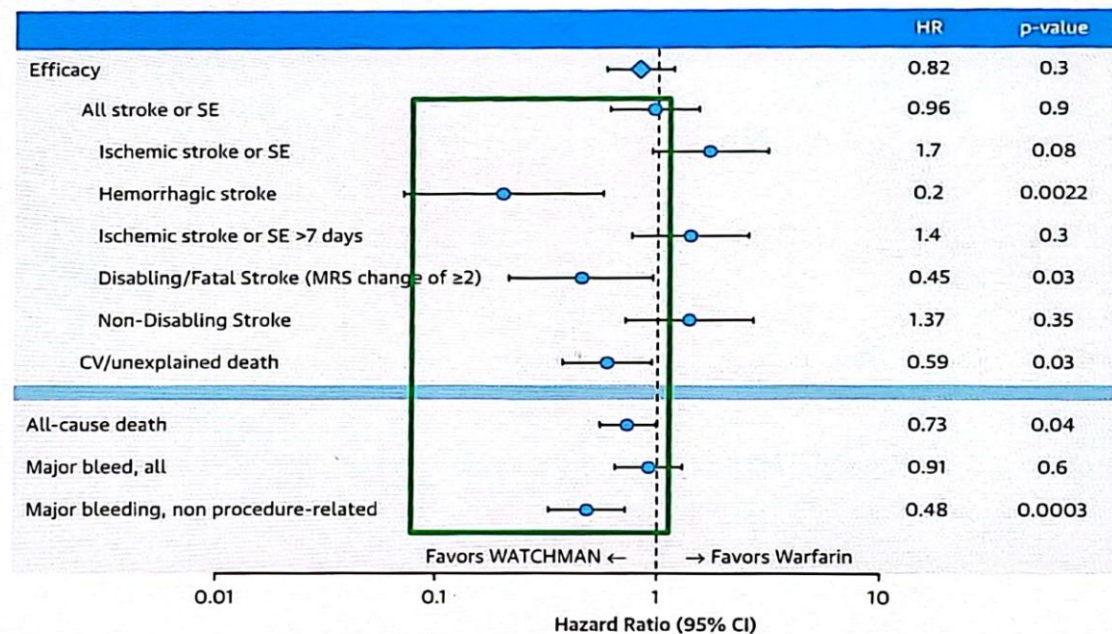 HR p-value
Efficacy 0.82 0.3
All stroke or SE 0.96 0.9
Ischemic stroke or SE 1.7 0.08
Hemorrhagic stroke 0.2 0.0022
Ischemic stroke or SE >7 days 1.4 0.3
Disabling/Fatal Stroke (MRS change of ≥2) 0.45 0.03
Non-Disabling Stroke 1.37 0.35
CV/unexplained death 0.59 0.03
All-cause death 0.73 0.04
Major bleed, all 0.91 0.6
Major bleeding, non procedure-related 0.48 0.0003
Favors WATCHMAN ← → Favors Warfarin
0.01 0.1 1 10
Hazard Ratio (95% CI)